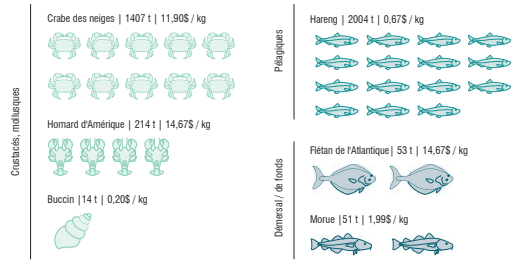 Crustacés, mollusques
Crabe des neiges | 1407 t | 11,90$ / kg
Homard d'Amérique | 214 t | 14,67$ / kg
Buccin | 14 t | 0,20$ / kg
Pélagiques
Hareng | 2004 t | 0,67$ / kg
Démersal / de fonds
Flétan de l'Atlantique | 53 t | 14,67$ / kg
Morue | 51 t | 1,99$ / kg